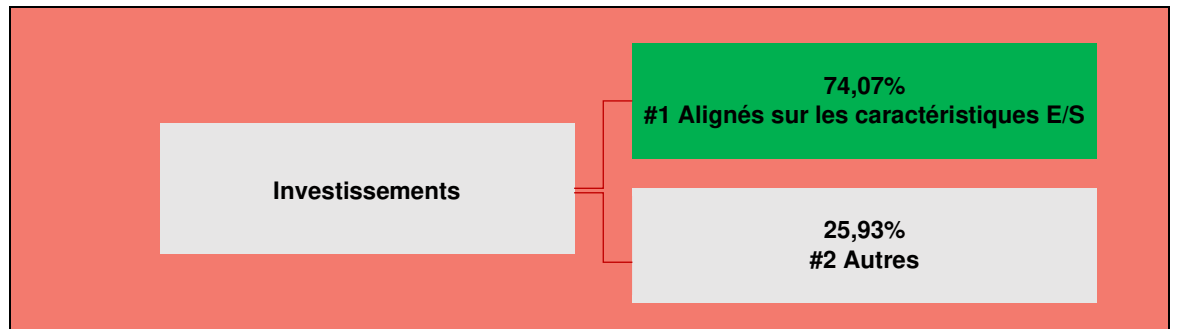 Investissements
74,07%
#1 Alignés sur les caractéristiques E/S
25,93%
#2 Autres